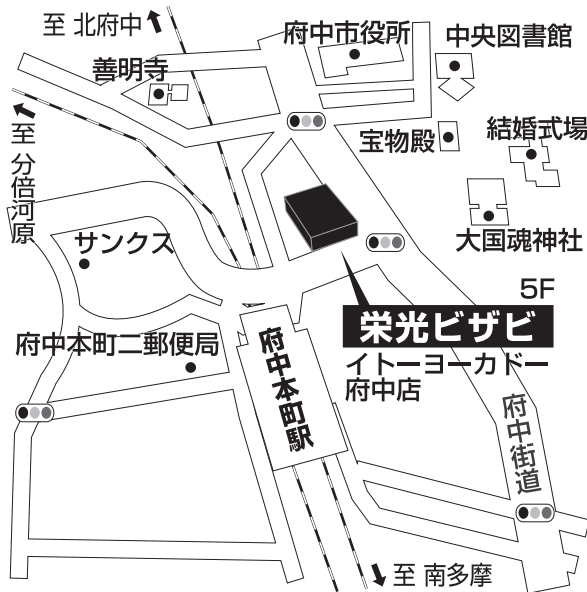 至 北府中
府中市役所
中央図書館
善明寺
至 分倍河原
宝物殿
結婚式場
大国魂神社
サンクス
5F
栄光ビザビ
イトーヨーカドー
府中店
府中本町二郵便局
府中本町駅
府中街道
至 南多摩